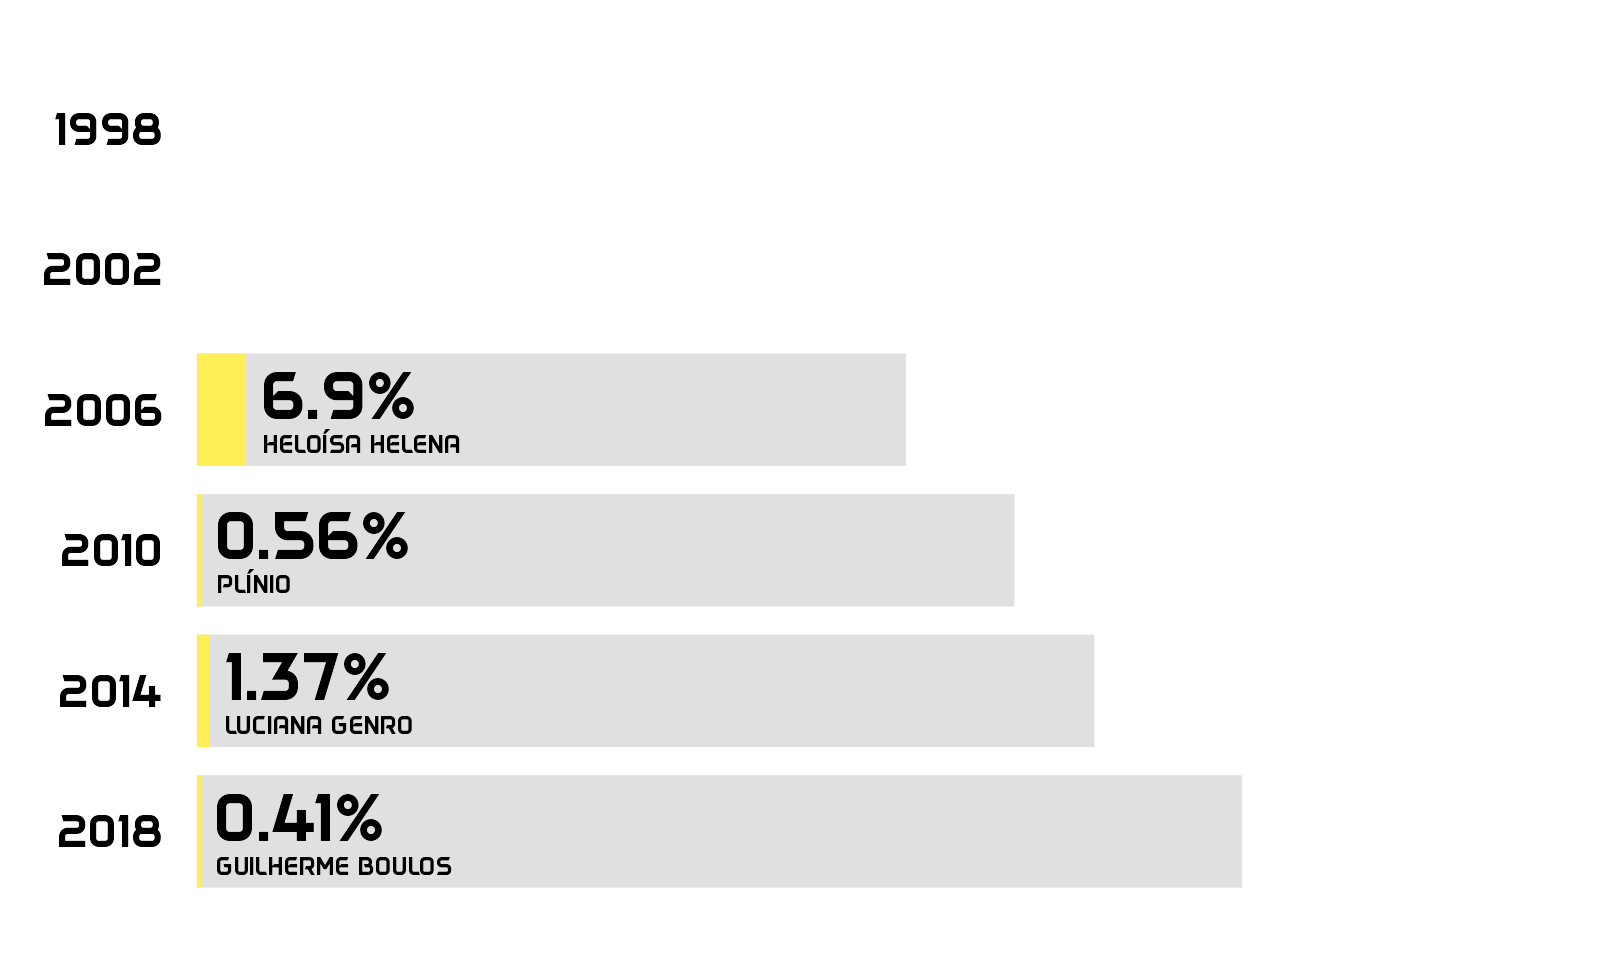 1998
2002
2006
6.9%
HELOÍSA HELENA
2010
0.56%
PLÍNIO
2014
1.37%
LUCIANA GENRO
2018
0.41%
GUILHERME BOULOS